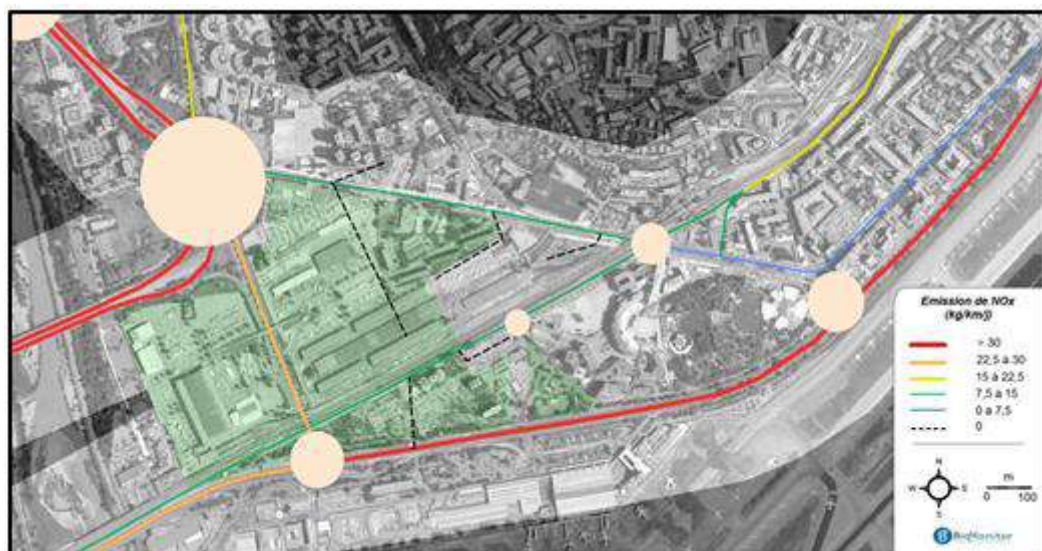 Emission de NOx
(kg/km/j)
> 30
22,5 à 30
15 à 22,5
7,5 à 15
0 à 7,5
0
N
W
S
S
m
0 100